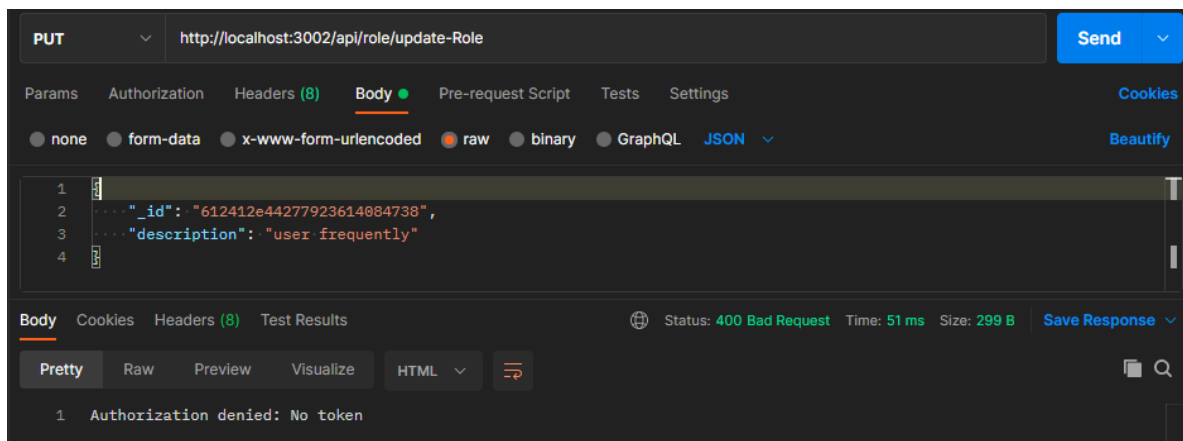 PUT http://localhost:3002/api/role/update-Role Send
Params Authorization Headers (8) Body Pre-request Script Tests Settings Cookies
none form-data x-www-form-urlencoded raw binary GraphQL JSON Beautify
1 {
2 "_id": "612412e44277923614084738",
3 "description": "user frequently"
4 }
Body Cookies Headers (8) Test Results Status: 400 Bad Request Time: 51 ms Size: 299 B Save Response
Pretty Raw Preview Visualize HTML
1 Authorization denied: No token